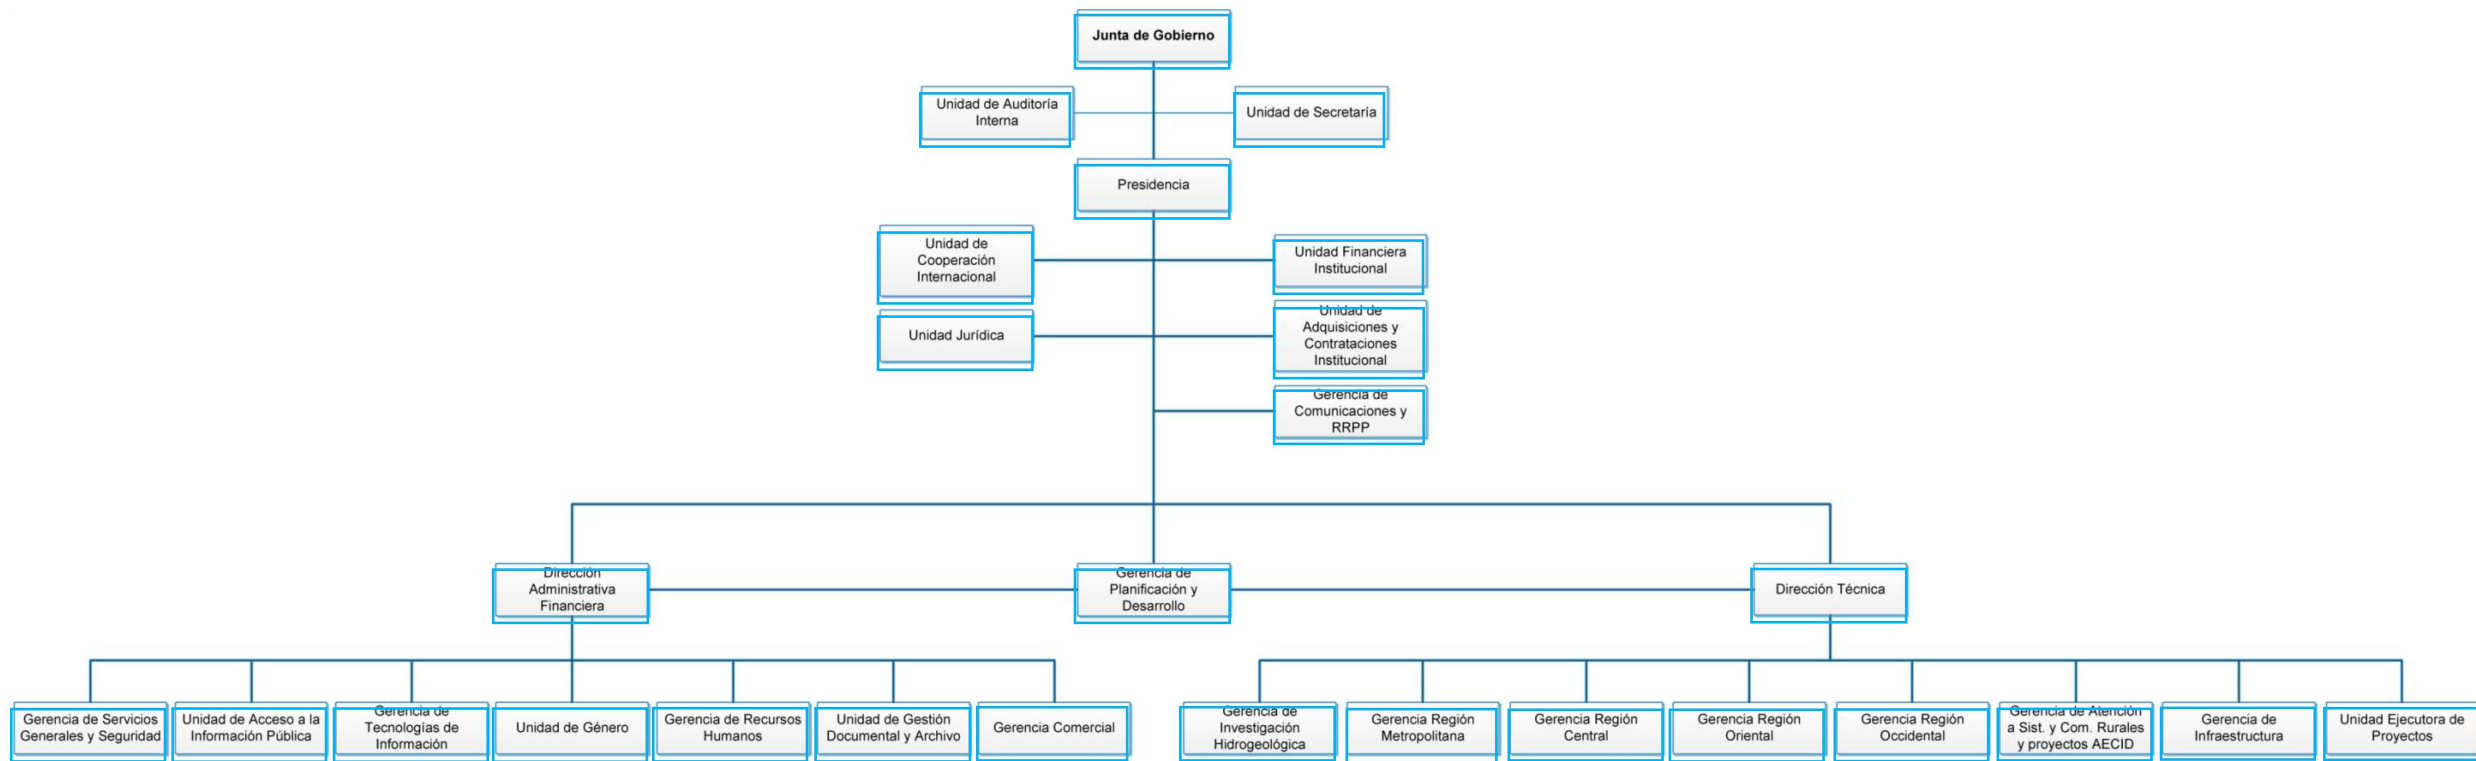 Junta de Gobierno
Unidad de Auditoría
Interna
Unidad de Secretaría
Presidencia
Unidad de
Cooperación
Internacional
Unidad Financiera
Institucional
Unidad Jurídica
Unidad de
Adquisiciones y
Contrataciones
Institucional
Gerencia de
Comunicaciones y
RRPP
Dirección
Administrativa
Financiera
Gerencia de
Planificación y
Desarrollo
Dirección Técnica
Gerencia de Servicios
Generales y Seguridad
Unidad de Acceso a la
Información Pública
Gerencia de
Tecnologías de
Información
Unidad de Género
Gerencia de Recursos
Humanos
Unidad de Gestión
Documental y Archivo
Gerencia Comercial
Gerencia de
Investigación
Hidrogeológica
Gerencia Región
Metropolitana
Gerencia Región
Central
Gerencia Región
Oriental
Gerencia Región
Occidental
Gerencia de Atención
a Sist. y Com. Rurales
y proyectos AECID
Gerencia de
Infraestructura
Unidad Ejecutora de
Proyectos